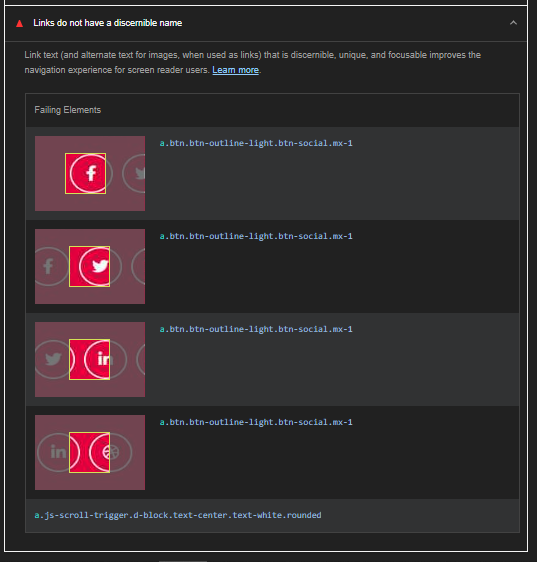 Links do not have a discernible name
Link text (and alternate text for images, when used as links) that is discernible, unique, and focusable improves the
navigation experience for screen reader users. Learn more.
Failing Elements
a.btn.btn-outline-light.btn-social.mx-1
a.btn.btn-outline-light.btn-social.mx-1
a.btn.btn-outline-light.btn-social.mx-1
a.btn.btn-outline-light.btn-social.mx-1
a.js-scroll-trigger.d-block.text-center.text-white.rounded